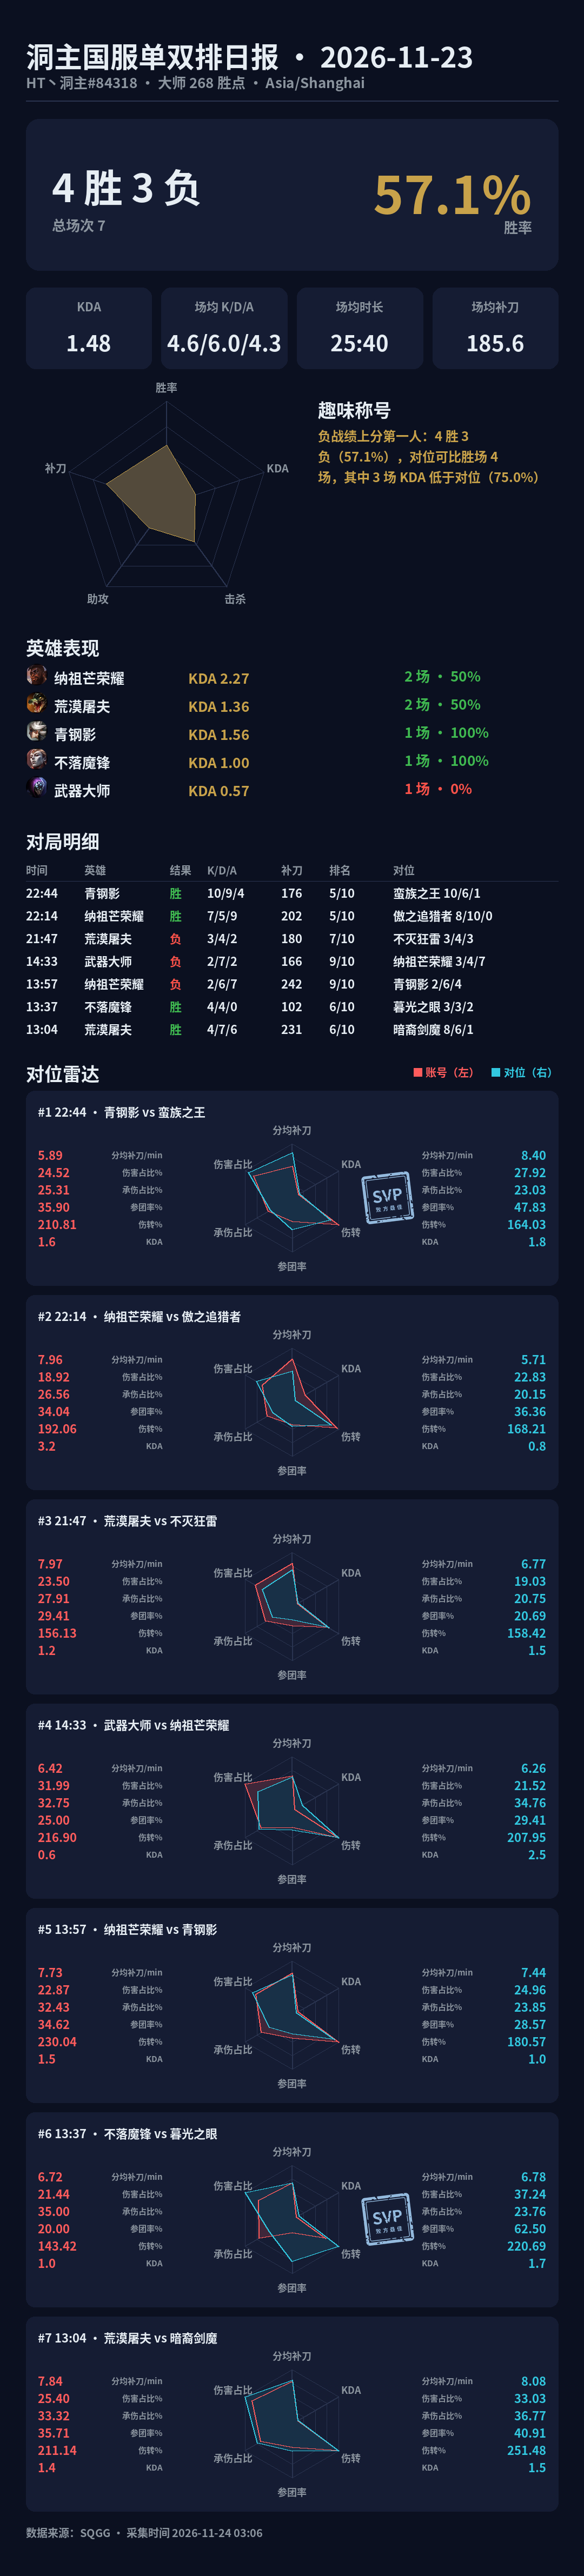 洞主国服单双排日报 • 2026-11-23
HT丶洞主#84318 • 大师 268 胜点 • Asia/Shanghai
4 胜 3 负
57.1%
总场次 7
胜率
KDA
场均 K/D/A
场均时长
场均补刀
1.48
4.6/6.0/4.3
25:40
185.6
胜率
KDA
击杀
助攻
补刀
趣味称号
负战绩上分第一人：4 胜 3
负（57.1%），对位可比胜场 4
场，其中 3 场 KDA 低于对位（75.0%）
英雄表现
纳祖芒荣耀 KDA 2.27 2 场 • 50%
荒漠屠夫 KDA 1.36 2 场 • 50%
青钢影 KDA 1.56 1 场 • 100%
不落魔锋 KDA 1.00 1 场 • 100%
武器大师 KDA 0.57 1 场 • 0%
对局明细
时间 英雄 结果 K/D/A 补刀 排名 对位
22:44 青钢影 胜 10/9/4 176 5/10 蛮族之王 10/6/1
22:14 纳祖芒荣耀 胜 7/5/9 202 5/10 傲之追猎者 8/10/0
21:47 荒漠屠夫 负 3/4/2 180 7/10 不灭狂雷 3/4/3
14:33 武器大师 负 2/7/2 166 9/10 纳祖芒荣耀 3/4/7
13:57 纳祖芒荣耀 负 2/6/7 242 9/10 青钢影 2/6/4
13:37 不落魔锋 胜 4/4/0 102 6/10 暮光之眼 3/3/2
13:04 荒漠屠夫 胜 4/7/6 231 6/10 暗裔剑魔 8/6/1
对位雷达
账号（左） 对位（右）
#1 22:44 • 青钢影 vs 蛮族之王
分均补刀
KDA
伤转
参团率
承伤占比
伤害占比
5.89 分均补刀/min 分均补刀/min 8.40
24.52 伤害占比% 伤害占比% 27.92
25.31 承伤占比% 承伤占比% 23.03
35.90 参团率% 参团率% 47.83
210.81 伤转% 伤转% 164.03
1.6 KDA KDA 1.8
SVP
败方最佳
#2 22:14 • 纳祖芒荣耀 vs 傲之追猎者
分均补刀
KDA
伤转
参团率
承伤占比
伤害占比
7.96 分均补刀/min 分均补刀/min 5.71
18.92 伤害占比% 伤害占比% 22.83
26.56 承伤占比% 承伤占比% 20.15
34.04 参团率% 参团率% 36.36
192.06 伤转% 伤转% 168.21
3.2 KDA KDA 0.8
#3 21:47 • 荒漠屠夫 vs 不灭狂雷
分均补刀
KDA
伤转
参团率
承伤占比
伤害占比
7.97 分均补刀/min 分均补刀/min 6.77
23.50 伤害占比% 伤害占比% 19.03
27.91 承伤占比% 承伤占比% 20.75
29.41 参团率% 参团率% 20.69
156.13 伤转% 伤转% 158.42
1.2 KDA KDA 1.5
#4 14:33 • 武器大师 vs 纳祖芒荣耀
分均补刀
KDA
伤转
参团率
承伤占比
伤害占比
6.42 分均补刀/min 分均补刀/min 6.26
31.99 伤害占比% 伤害占比% 21.52
32.75 承伤占比% 承伤占比% 34.76
25.00 参团率% 参团率% 29.41
216.90 伤转% 伤转% 207.95
0.6 KDA KDA 2.5
#5 13:57 • 纳祖芒荣耀 vs 青钢影
分均补刀
KDA
伤转
参团率
承伤占比
伤害占比
7.73 分均补刀/min 分均补刀/min 7.44
22.87 伤害占比% 伤害占比% 24.96
32.43 承伤占比% 承伤占比% 23.85
34.62 参团率% 参团率% 28.57
230.04 伤转% 伤转% 180.57
1.5 KDA KDA 1.0
#6 13:37 • 不落魔锋 vs 暮光之眼
分均补刀
KDA
伤转
参团率
承伤占比
伤害占比
6.72 分均补刀/min 分均补刀/min 6.78
21.44 伤害占比% 伤害占比% 37.24
35.00 承伤占比% 承伤占比% 23.76
20.00 参团率% 参团率% 62.50
143.42 伤转% 伤转% 220.69
1.0 KDA KDA 1.7
SVP
败方最佳
#7 13:04 • 荒漠屠夫 vs 暗裔剑魔
分均补刀
KDA
伤转
参团率
承伤占比
伤害占比
7.84 分均补刀/min 分均补刀/min 8.08
25.40 伤害占比% 伤害占比% 33.03
33.32 承伤占比% 承伤占比% 36.77
35.71 参团率% 参团率% 40.91
211.14 伤转% 伤转% 251.48
1.4 KDA KDA 1.5
数据来源：SQGG • 采集时间 2026-11-24 03:06